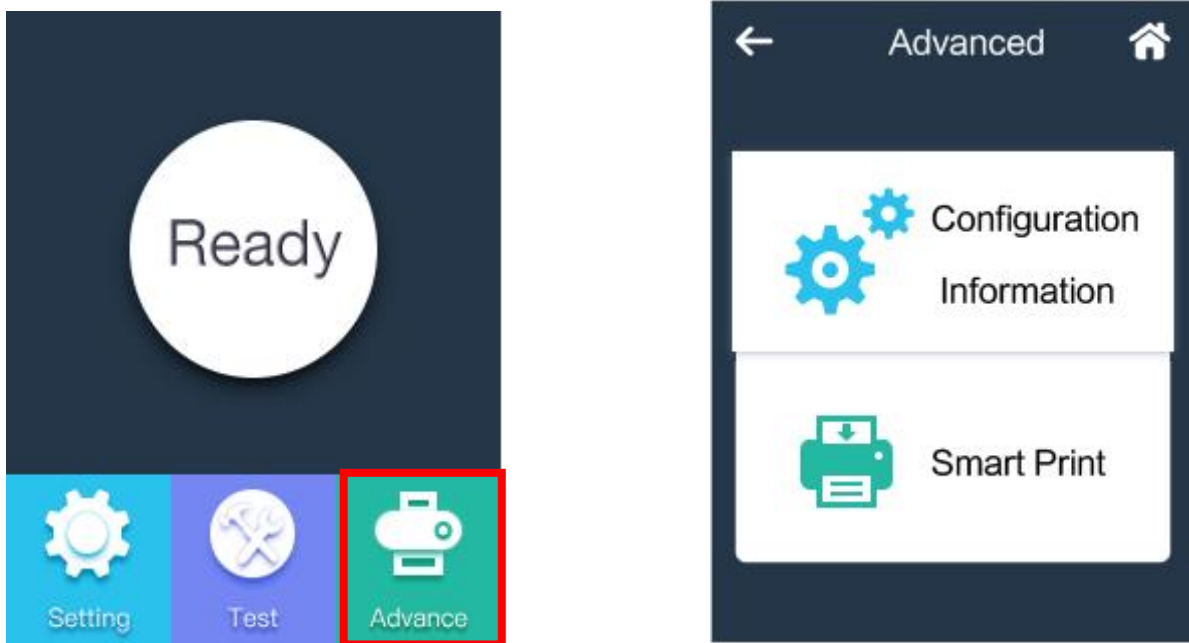 Ready
Setting
Test
Advance
Advanced
Configuration
Information
Smart Print